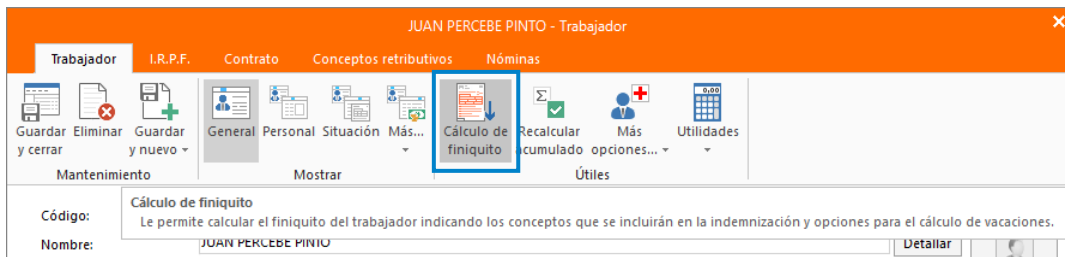 JUAN PERCEBE PINTO - Trabajador
Trabajador I.R.P.F. Contrato Conceptos retributivos Nóminas
Guardar y cerrar
Eliminar
Guardar y nuevo
General
Personal
Situación
Más...
Cálculo de finiquito
Recalcular acumulado
Más opciones...
0,00
Utilidades
Mantenimiento Mostrar Útiles
Cálculo de finiquito
Le permite calcular el finiquito del trabajador indicando los conceptos que se incluirán en la indemnización y opciones para el cálculo de vacaciones.
Código:
Nombre: JUAN PERCEBE PINTO Detallar